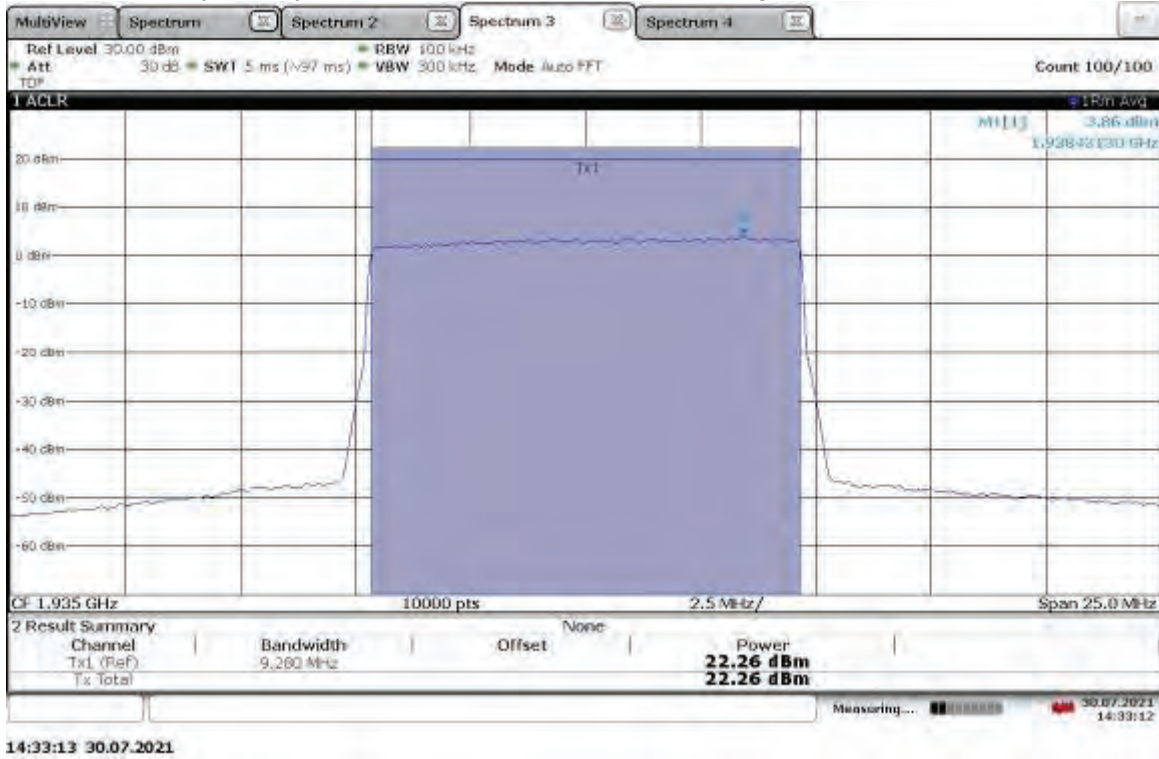 MultiView Spectrum Spectrum 2 Spectrum 3 Spectrum 4
Ref Level 30.00 dBm RBW 100 kHz
Att 30 dB SWT 5 ms (~97 ms) VBW 300 kHz Mode Auto FFT Count 100/100
TDF
1 ACLR 1Rm Avg
M1[1] 3.86 dBm
1.93843130 GHz
20 dBm
Tx1
10 dBm
0 dBm
-10 dBm
-20 dBm
-30 dBm
-40 dBm
-50 dBm
-60 dBm
CF 1.935 GHz 10000 pts 2.5 MHz/ Span 25.0 MHz
2 Result Summary None
Channel Bandwidth Offset Power
Tx1 (Ref) 9.280 MHz 22.26 dBm
Tx Total 22.26 dBm
Measuring... 30.07.2021
14:33:12
14:33:13 30.07.2021